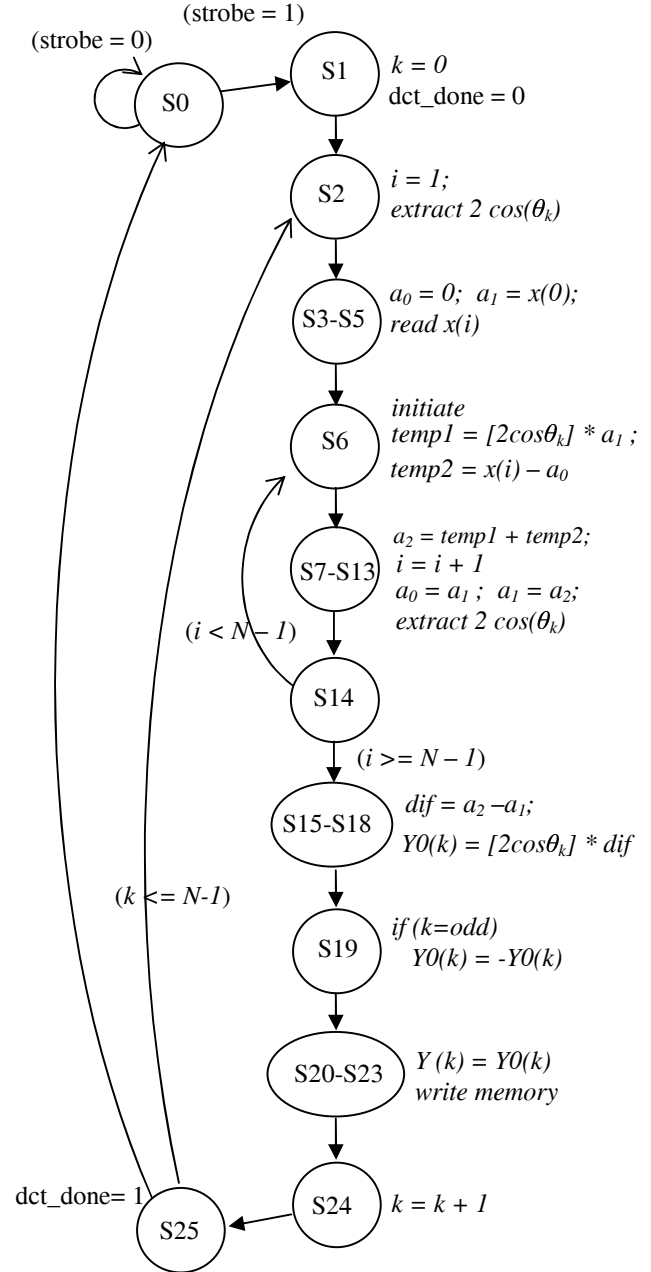 (strobe = 1)
(strobe = 0)
S0
S1
k = 0
dct_done = 0
S2
i = 1;
extract 2 cos(θk)
S3-S5
a0 = 0; a1 = x(0);
read x(i)
S6
initiate
temp1 = [2cosθk] * a1 ;
temp2 = x(i) – a0
S7-S13
a2 = temp1 + temp2;
i = i + 1
a0 = a1 ; a1 = a2;
extract 2 cos(θk)
(i < N – 1)
S14
(i >= N – 1)
S15-S18
dif = a2 –a1;
Y0(k) = [2cosθk] * dif
(k <= N-1)
S19
if (k=odd)
Y0(k) = -Y0(k)
S20-S23
Y (k) = Y0(k)
write memory
dct_done= 1
S25
S24
k = k + 1